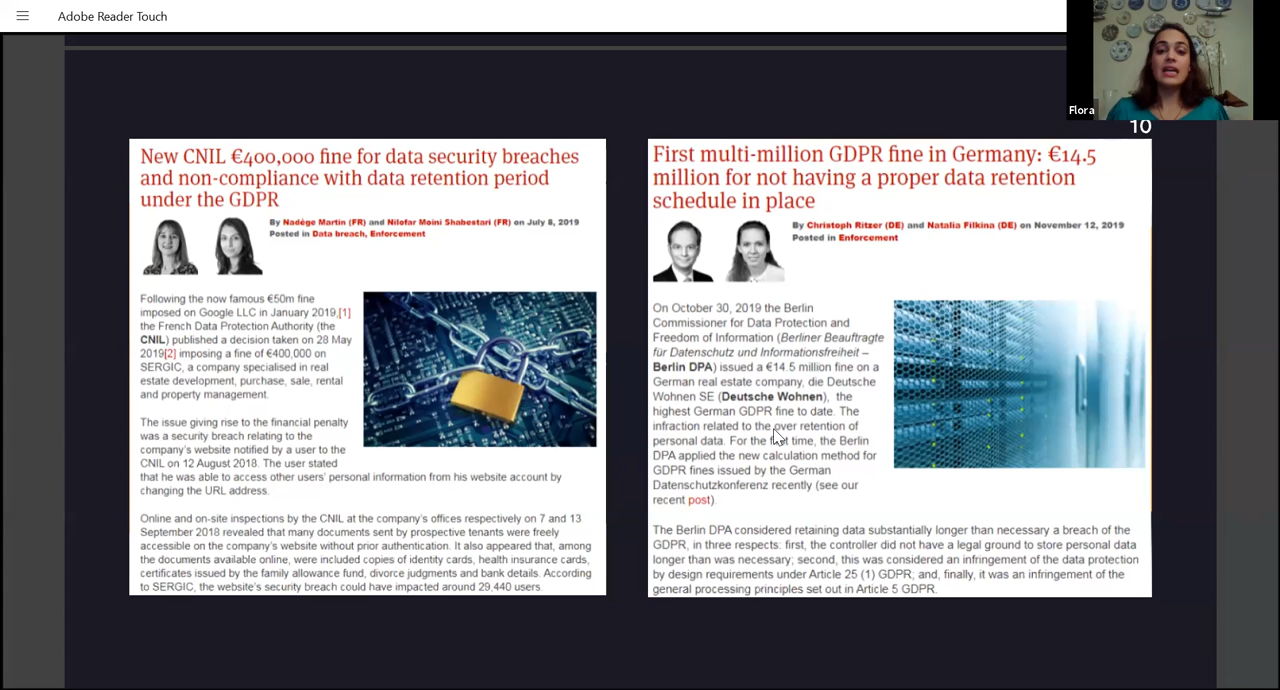 Adobe Reader Touch
Flora
10
New CNIL €400,000 fine for data security breaches
and non-compliance with data retention period
under the GDPR
By Nadège Martin (FR) and Nilofar Moini Shabestari (FR) on July 8, 2019
Posted in Data breach, Enforcement
Following the now famous €50m fine
imposed on Google LLC in January 2019,[1]
the French Data Protection Authority (the
CNIL) published a decision taken on 28 May
2019[2] imposing a fine of €400,000 on
SERGIC, a company specialised in real
estate development, purchase, sale, rental
and property management.
The issue giving rise to the financial penalty
was a security breach relating to the
company's website notified by a user to the
CNIL on 12 August 2018. The user stated
that he was able to access other users' personal information from his website account by
changing the URL address.
Online and on-site inspections by the CNIL at the company's offices respectively on 7 and 13
September 2018 revealed that many documents sent by prospective tenants were freely
accessible on the company's website without prior authentication. It also appeared that, among
the documents available online, were included copies of identity cards, health insurance cards,
certificates issued by the family allowance fund, divorce judgments and bank details. According
to SERGIC, the website's security breach could have impacted around 29,440 users.
First multi-million GDPR fine in Germany: €14.5
million for not having a proper data retention
schedule in place
By Christoph Ritzer (DE) and Natalia Filkina (DE) on November 12, 2019
Posted in Enforcement
On October 30, 2019 the Berlin
Commissioner for Data Protection and
Freedom of Information (Berliner Beauftragte
für Datenschutz und Informationsfreiheit –
Berlin DPA) issued a €14.5 million fine on a
German real estate company, die Deutsche
Wohnen SE (Deutsche Wohnen), the
highest German GDPR fine to date. The
infraction related to the over retention of
personal data. For the first time, the Berlin
DPA applied the new calculation method for
GDPR fines issued by the German
Datenschutzkonferenz recently (see our
recent post).
The Berlin DPA considered retaining data substantially longer than necessary a breach of the
GDPR, in three respects: first, the controller did not have a legal ground to store personal data
longer than was necessary; second, this was considered an infringement of the data protection
by design requirements under Article 25 (1) GDPR; and, finally, it was an infringement of the
general processing principles set out in Article 5 GDPR.